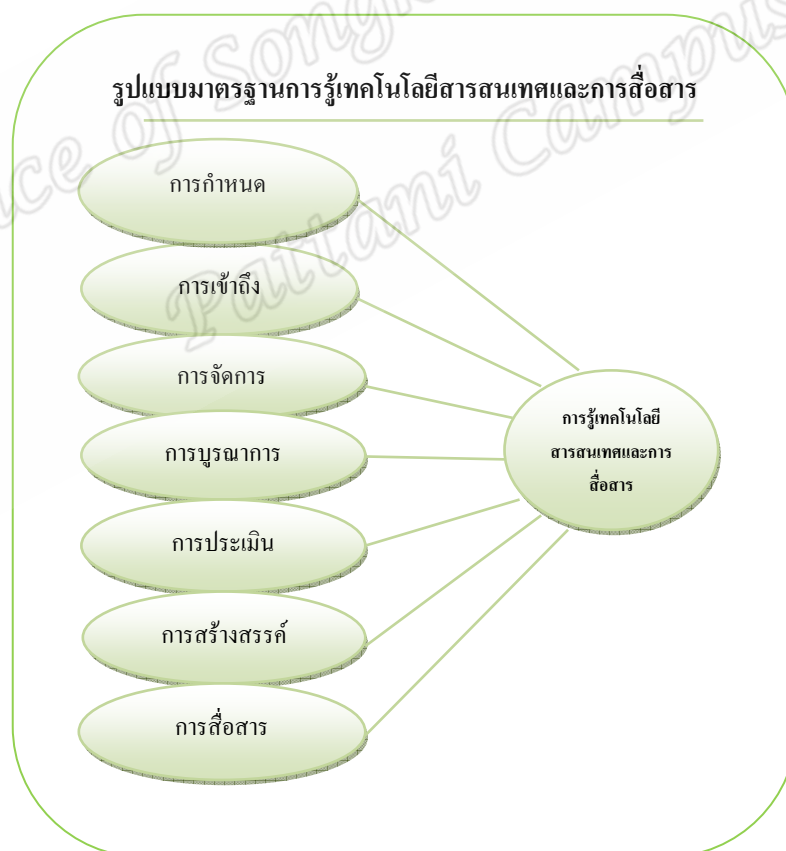 รูปแบบมาตรฐานการรู้เทคโนโลยีสารสนเทศและการสื่อสาร
การกำหนด
การเข้าถึง
การจัดการ
การบูรณาการ
การประเมิน
การสร้างสรรค์
การสื่อสาร
การรู้เทคโนโลยี
สารสนเทศและการ
สื่อสาร
of Songk
Pattani Campus